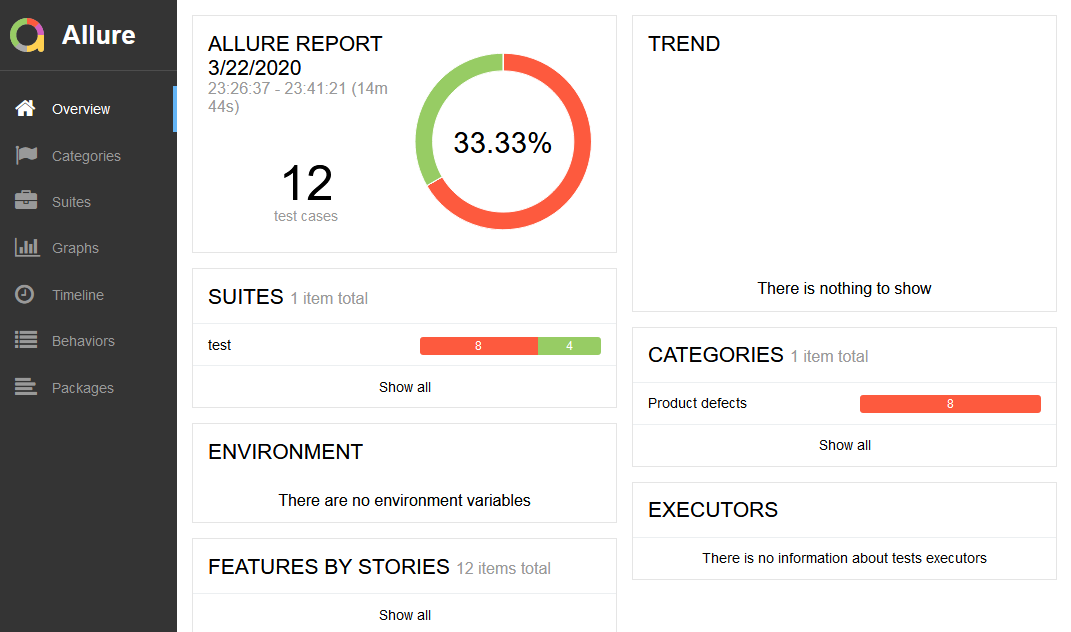 Allure
Overview
Categories
Suites
Graphs
Timeline
Behaviors
Packages
ALLURE REPORT
3/22/2020
23:26:37 - 23:41:21 (14m
44s)
12
test cases
33.33%
SUITES 1 item total
test 8 4
Show all
ENVIRONMENT
There are no environment variables
FEATURES BY STORIES 12 items total
Show all
TREND
There is nothing to show
CATEGORIES 1 item total
Product defects 8
Show all
EXECUTORS
There is no information about tests executors